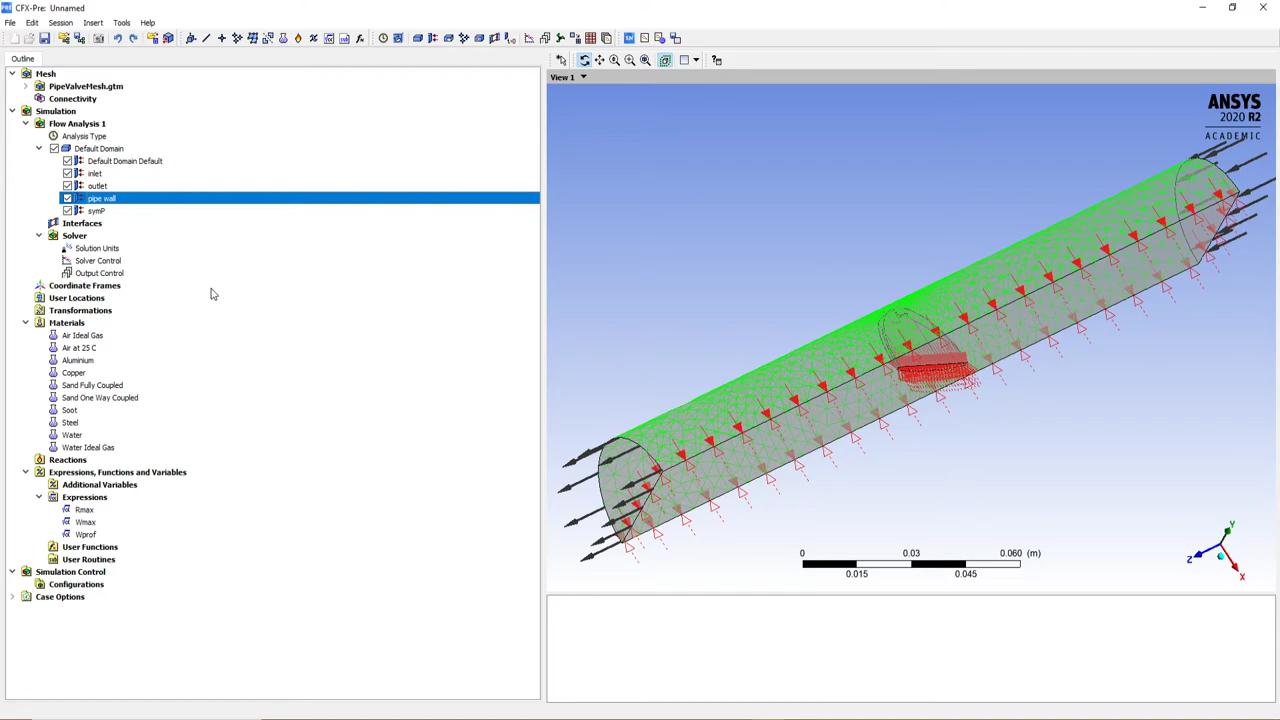 CFX-Pre: Unnamed
File Edit Session Insert Tools Help
Outline
Mesh
PipeValveMesh.gtm
Connectivity
Simulation
Flow Analysis 1
Analysis Type
Default Domain
Default Domain Default
inlet
outlet
pipe wall
symP
Interfaces
Solver
Solution Units
Solver Control
Output Control
Coordinate Frames
User Locations
Transformations
Materials
Air Ideal Gas
Air at 25 C
Aluminium
Copper
Sand Fully Coupled
Sand One Way Coupled
Soot
Steel
Water
Water Ideal Gas
Reactions
Expressions, Functions and Variables
Additional Variables
Expressions
Rmax
Wmax
Wprof
User Functions
User Routines
Simulation Control
Configurations
Case Options
View 1
ANSYS
2020 R2
ACADEMIC
0 0.03 0.060 (m)
0.015 0.045
Y
Z
X